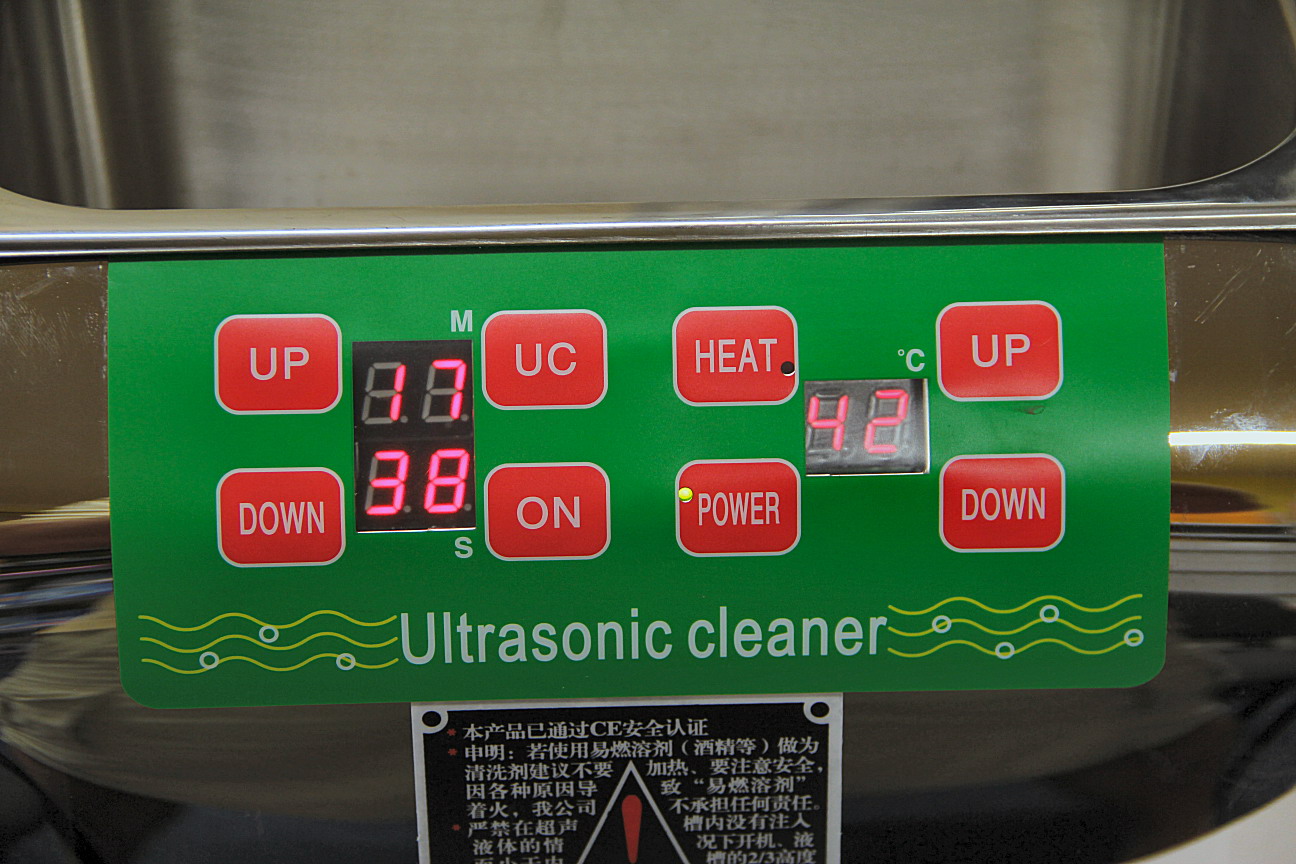 M
UP
17
UC
HEAT
°C
UP
42
DOWN
38
ON
POWER
DOWN
S
Ultrasonic cleaner
* 本产品已通过CE安全认证
* 申明：若使用易燃溶剂（酒精等）做为
清洗剂建议不要 加热、要注意安全，
因各种原因导 致“易燃溶剂”
着火，我公司 不承担任何责任。
* 严禁在超声 槽内没有注入
液体的情 况下开机、液
槽的2/3高度